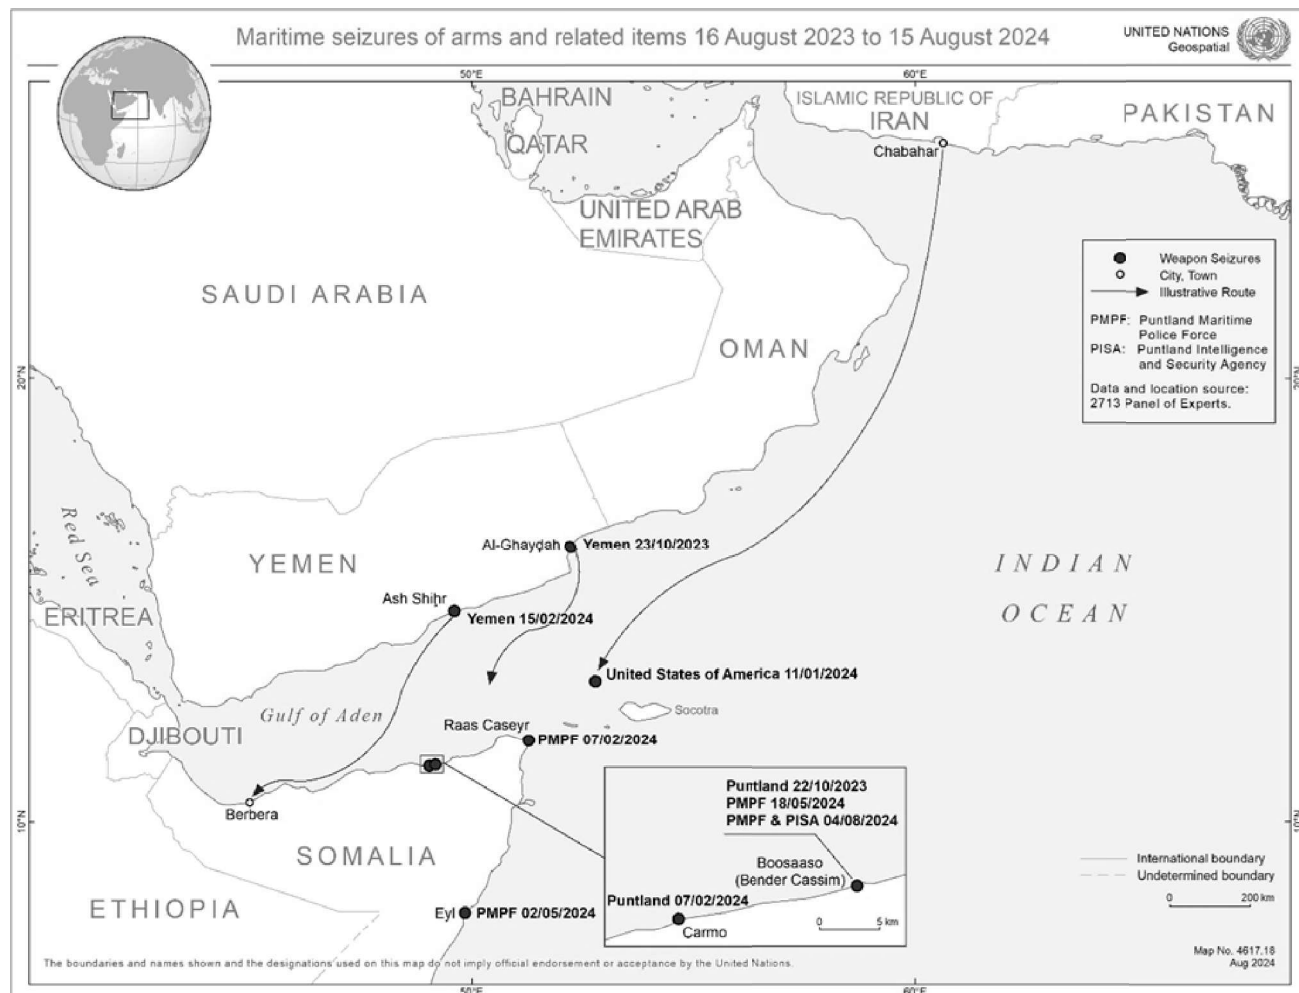 Maritime seizures of arms and related items 16 August 2023 to 15 August 2024
UNITED NATIONS
Geospatial
50°E
60°E
BAHRAIN
QATAR
ISLAMIC REPUBLIC OF
IRAN
PAKISTAN
Chabahar
UNITED ARAB
EMIRATES
SAUDI ARABIA
OMAN
Weapon Seizures
City, Town
Illustrative Route
PMPF: Puntland Maritime
Police Force
PISA: Puntland Intelligence
and Security Agency
Data and location source:
2713 Panel of Experts.
20°N
20°N
Red Sea
YEMEN
ERITREA
Al-Ghayḑah
Yemen 23/10/2023
Ash Shiḩr
Yemen 15/02/2024
INDIAN
OCEAN
United States of America 11/01/2024
Socotra
Gulf of Aden
DJIBOUTI
Raas Caseyr
PMPF 07/02/2024
Berbera
10°N
10°N
SOMALIA
ETHIOPIA
Eyl
PMPF 02/05/2024
Puntland 22/10/2023
PMPF 18/05/2024
PMPF & PISA 04/08/2024
Boosaaso
(Bender Cassim)
Puntland 07/02/2024
Carmo
0 5 km
International boundary
Undetermined boundary
0 200 km
Map No. 4617.18
Aug 2024
The boundaries and names shown and the designations used on this map do not imply official endorsement or acceptance by the United Nations.
50°E
60°E